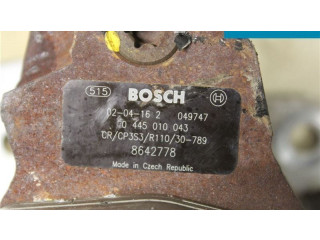 515 BOSCH
02-04-16 2 049747
0 445 010 043
CR/CP3S3/R110/30-789
8642778
Made in Czech Republic